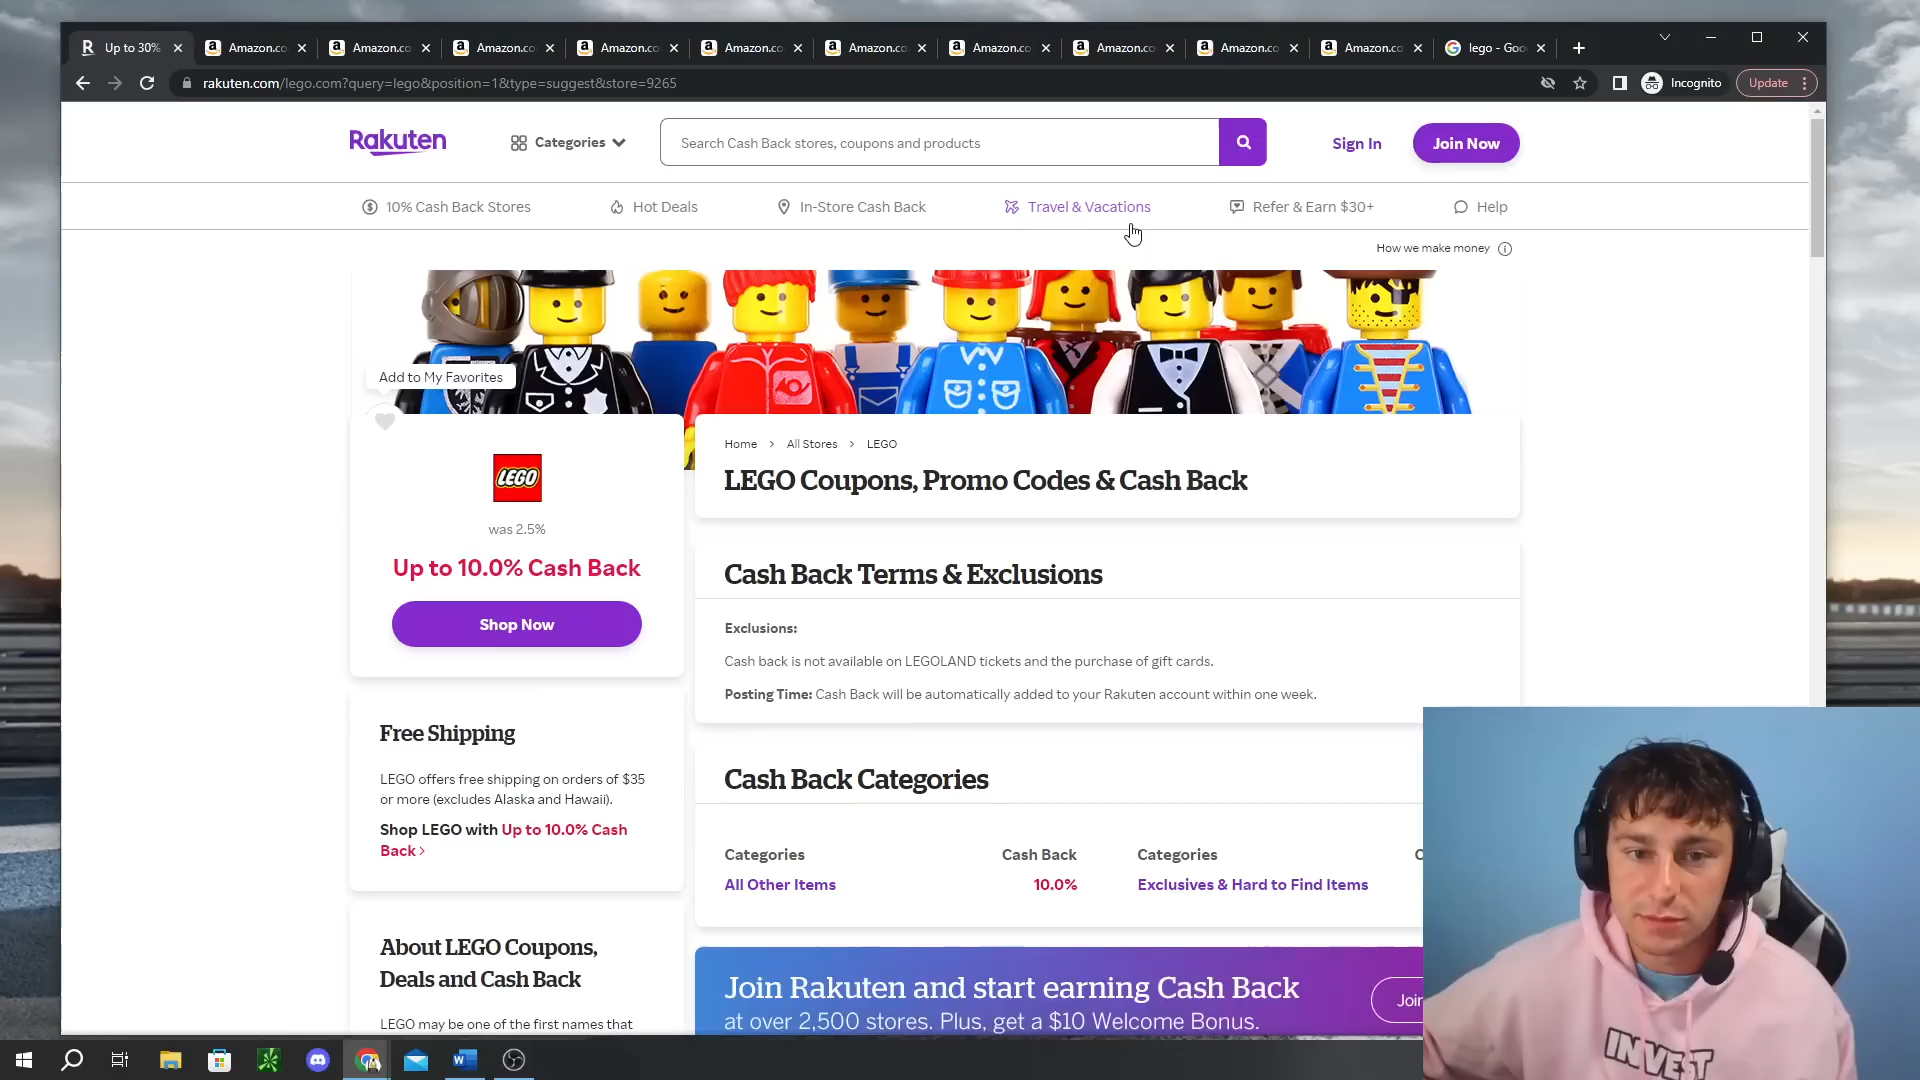 Up to 30%
Amazon.co
Amazon.co
Amazon.co
Amazon.co
Amazon.co
Amazon.co
Amazon.co
Amazon.co
Amazon.co
Amazon.co
lego - Goo
rakuten.com/lego.com?query=lego&position=1&type=suggest&store=9265
Incognito
Update
Rakuten
Categories
Search Cash Back stores, coupons and products
Sign In
Join Now
10% Cash Back Stores
Hot Deals
In-Store Cash Back
Travel & Vacations
Refer & Earn $30+
Help
How we make money
Add to My Favorites
LEGO
was 2.5%
Up to 10.0% Cash Back
Shop Now
Free Shipping
LEGO offers free shipping on orders of $35
or more (excludes Alaska and Hawaii).
Shop LEGO with Up to 10.0% Cash
Back >
About LEGO Coupons,
Deals and Cash Back
LEGO may be one of the first names that
Home > All Stores > LEGO
LEGO Coupons, Promo Codes & Cash Back
Cash Back Terms & Exclusions
Exclusions:
Cash back is not available on LEGOLAND tickets and the purchase of gift cards.
Posting Time: Cash Back will be automatically added to your Rakuten account within one week.
Cash Back Categories
Categories Cash Back Categories C
All Other Items 10.0% Exclusives & Hard to Find Items
Join Rakuten and start earning Cash Back
at over 2,500 stores. Plus, get a $10 Welcome Bonus.
Joi
INVEST